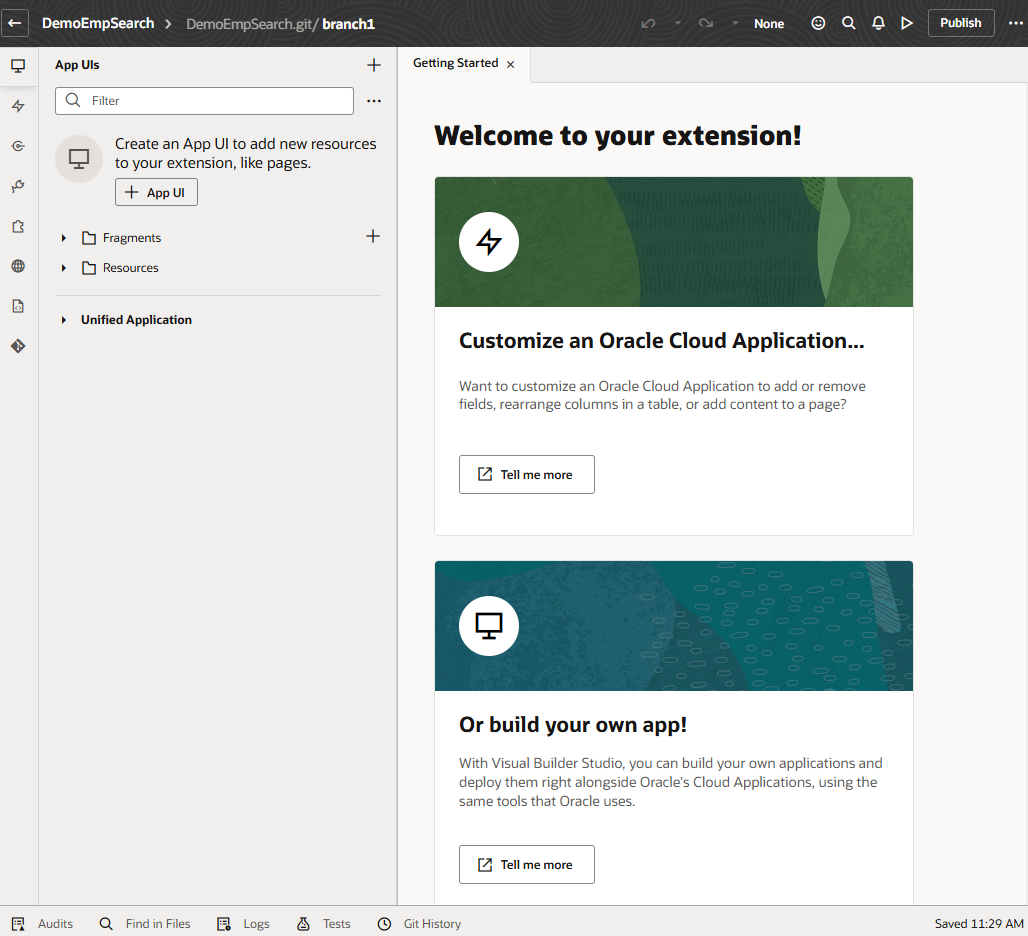 DemoEmpSearch > DemoEmpSearch.git/ branch1
None
Publish
App UIs
Getting Started
Filter
Create an App UI to add new resources
to your extension, like pages.
App UI
Fragments
Resources
Unified Application
Welcome to your extension!
Customize an Oracle Cloud Application...
Want to customize an Oracle Cloud Application to add or remove
fields, rearrange columns in a table, or add content to a page?
Tell me more
Or build your own app!
With Visual Builder Studio, you can build your own applications and
deploy them right alongside Oracle's Cloud Applications, using the
same tools that Oracle uses.
Tell me more
Audits
Find in Files
Logs
Tests
Git History
Saved 11:29 AM